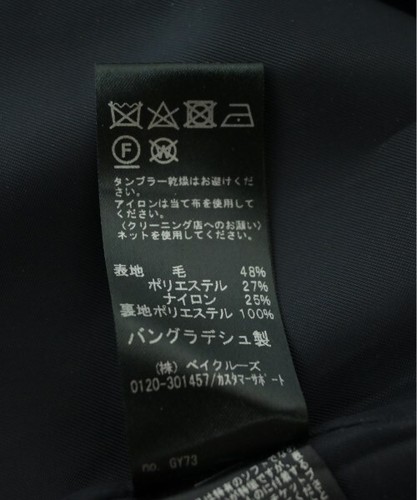 F W
タンブラー乾燥はお避けくだ
さい。
アイロンは当て布を使用して
ください。
(クリーニング店へのお願い)
ネットを使用してください。
表地 毛 48%
ポリエステル 27%
ナイロン 25%
裏地ポリエステル 100%
バングラデシュ製
(株) ベイクルーズ
0120-301457/カスタマーサポート
no. GY73